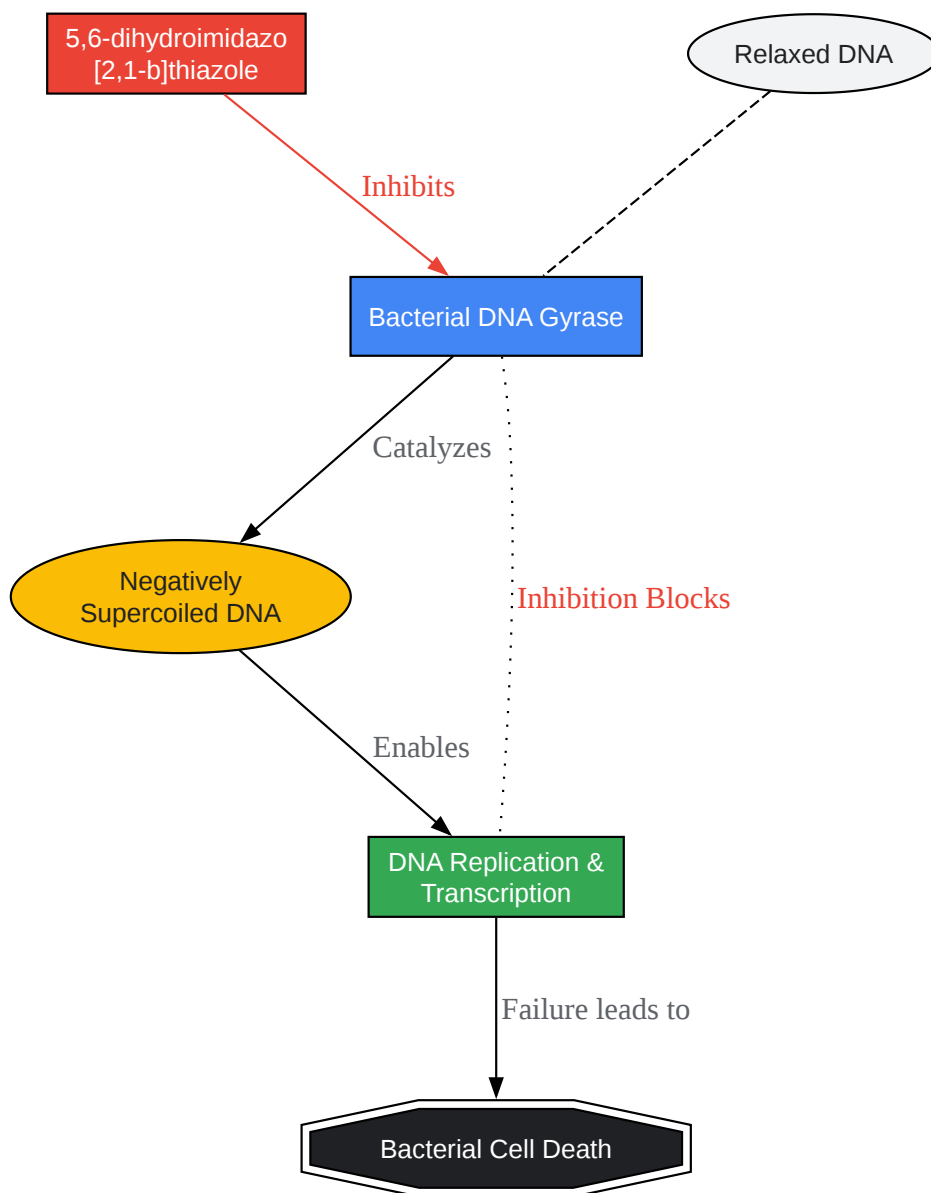 5,6-dihydroimidazo
[2,1-b]thiazole
Relaxed DNA
Inhibits
Bacterial DNA Gyrase
Catalyzes
Negatively
Supercoiled DNA
Inhibition Blocks
Enables
DNA Replication &
Transcription
Failure leads to
Bacterial Cell Death